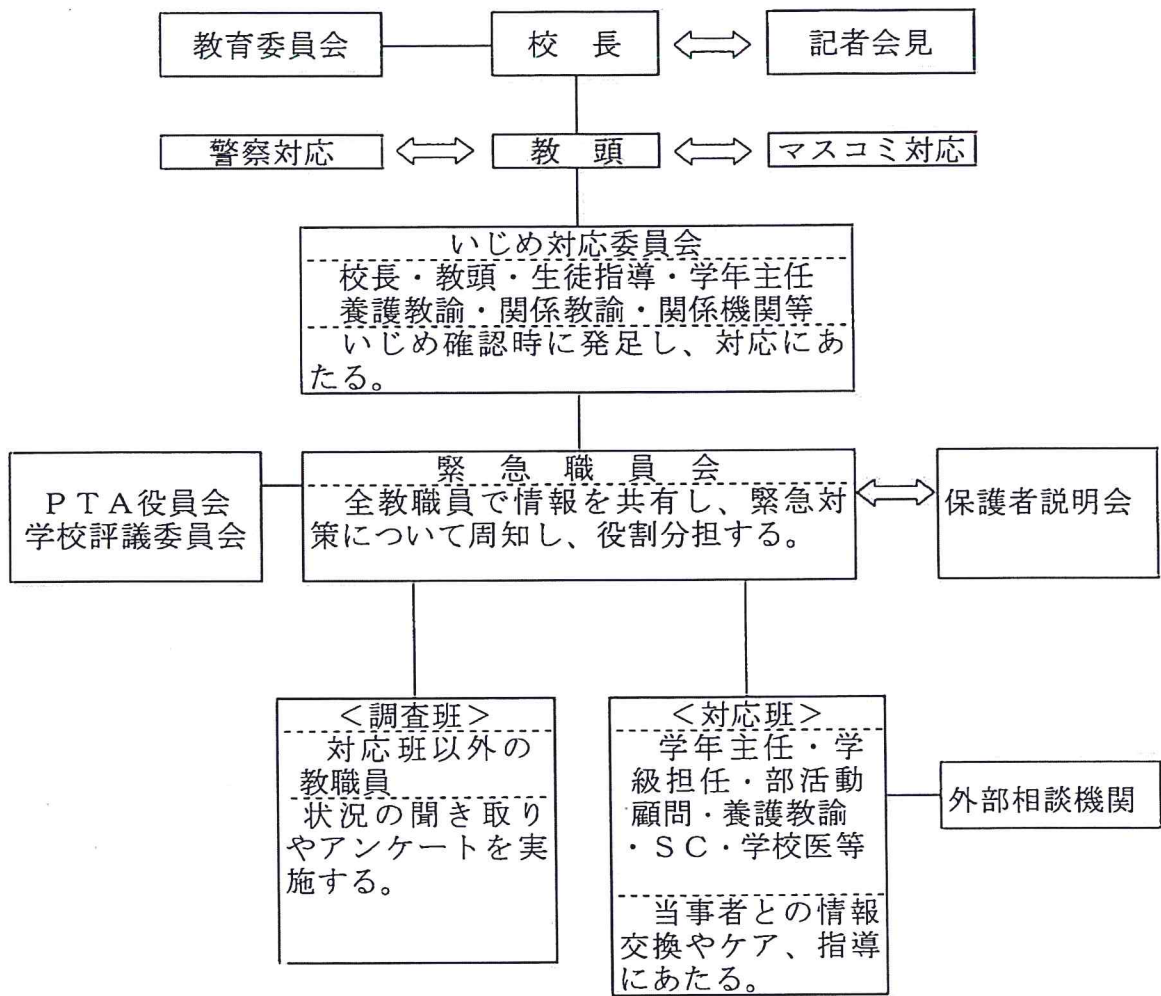 教育委員会
校 長
記者会見
警察対応
教 頭
マスコミ対応
いじめ対応委員会
校長・教頭・生徒指導・学年主任
養護教諭・関係教諭・関係機関等
いじめ確認時に発足し、対応にあ
たる。
ＰＴＡ役員会
学校評議委員会
緊 急 職 員 会
全教職員で情報を共有し、緊急対
策について周知し、役割分担する。
保護者説明会
＜調査班＞
対応班以外の
教職員
状況の聞き取り
やアンケートを実
施する。
＜対応班＞
学年主任・学
級担任・部活動
顧問・養護教諭
・ＳＣ・学校医等
当事者との情報
交換やケア、指導
にあたる。
外部相談機関